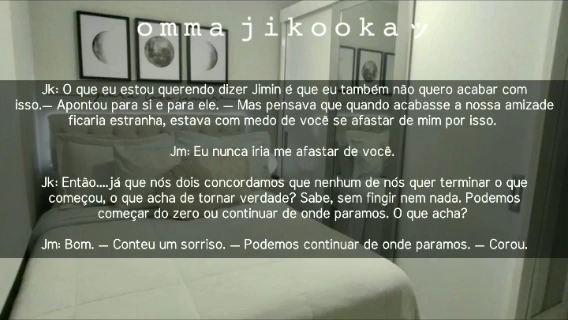 omma jikookay
Jk: O que eu estou querendo dizer Jimin é que eu também não quero acabar com
isso.— Apontou para si e para ele. — Mas pensava que quando acabasse a nossa amizade
ficaria estranha, estava com medo de você se afastar de mim por isso.
Jm: Eu nunca iria me afastar de você.
Jk: Então....já que nós dois concordamos que nenhum de nós quer terminar o que
começou, o que acha de tornar verdade? Sabe, sem fingir nem nada. Podemos
começar do zero ou continuar de onde paramos. O que acha?
Jm: Bom. — Conteu um sorriso. — Podemos continuar de onde paramos. — Corou.